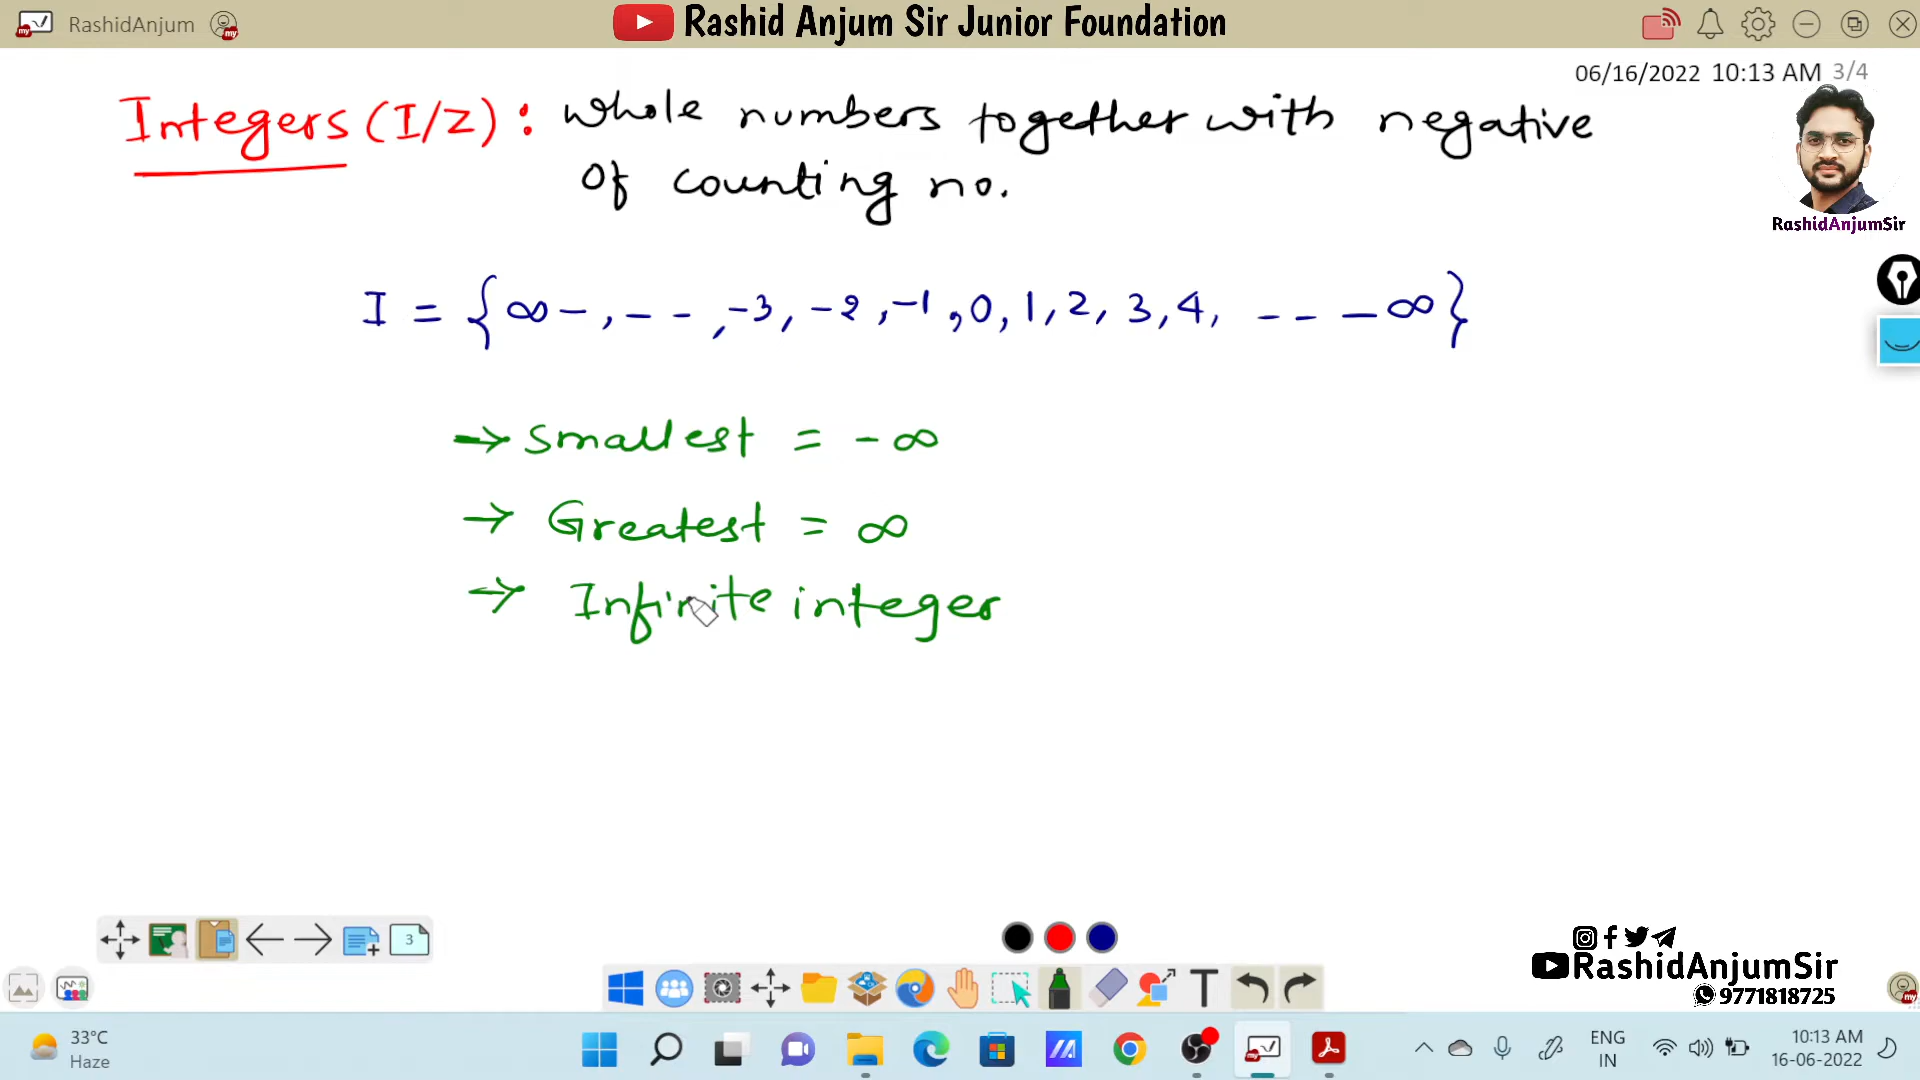 RashidAnjum
Rashid Anjum Sir Junior Foundation
06/16/2022 10:13 AM 3/4
Integers (I/Z) : whole numbers together with negative
of counting no.
RashidAnjumSir
I = {∞ -, - - , -3, -2, -1, 0, 1, 2, 3, 4, - - - ∞}
→ Smallest = - ∞
→ Greatest = ∞
→ Infinite integer
3
RashidAnjumSir
9771818725
33°C
Haze
ENG
IN
10:13 AM
16-06-2022